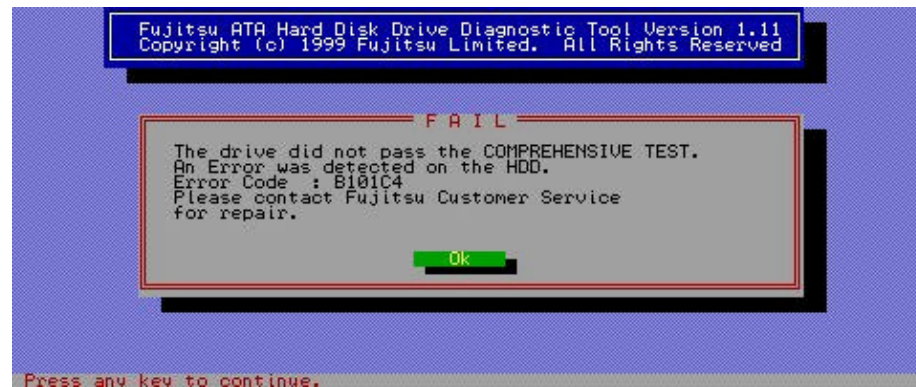 Fujitsu ATA Hard Disk Drive Diagnostic Tool Version 1.11
Copyright (c) 1999 Fujitsu Limited. All Rights Reserved
FAIL
The drive did not pass the COMPREHENSIVE TEST.
An Error was detected on the HDD.
Error Code : B101C4
Please contact Fujitsu Customer Service
for repair.
Ok
Press any key to continue.